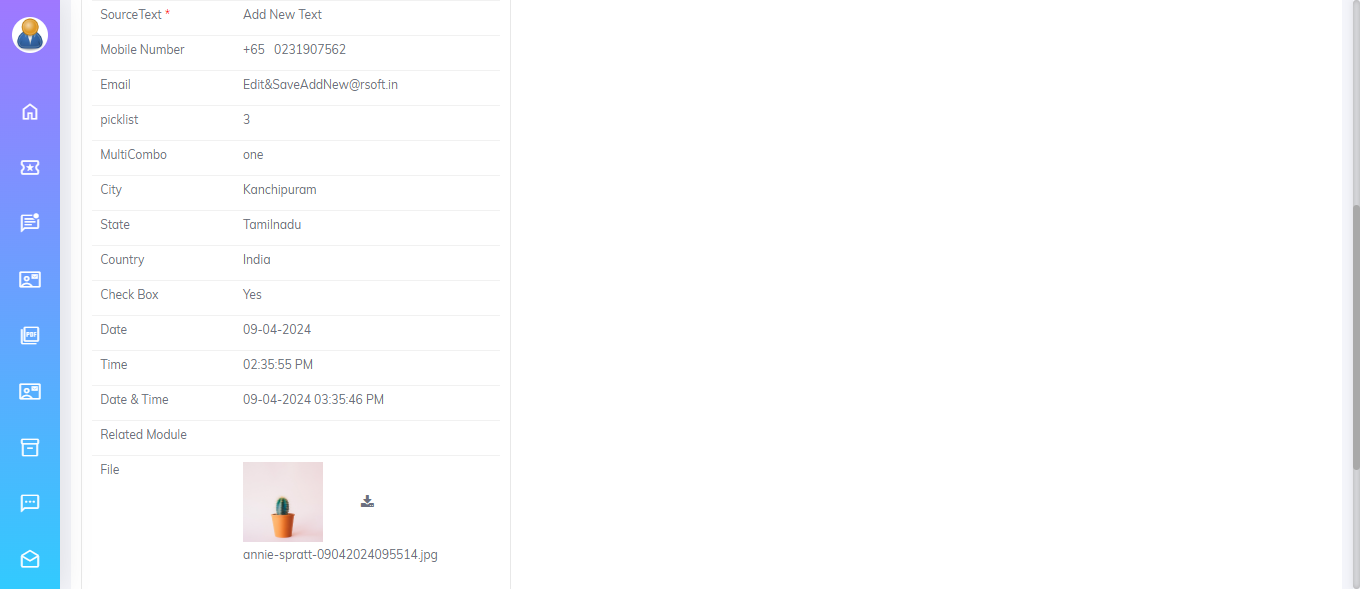 SourceText * Add New Text
Mobile Number +65 0231907562
Email Edit&SaveAddNew@rsoft.in
picklist 3
MultiCombo one
City Kanchipuram
State Tamilnadu
Country India
Check Box Yes
Date 09-04-2024
Time 02:35:55 PM
Date & Time 09-04-2024 03:35:46 PM
Related Module
File
annie-spratt-09042024095514.jpg
PDF